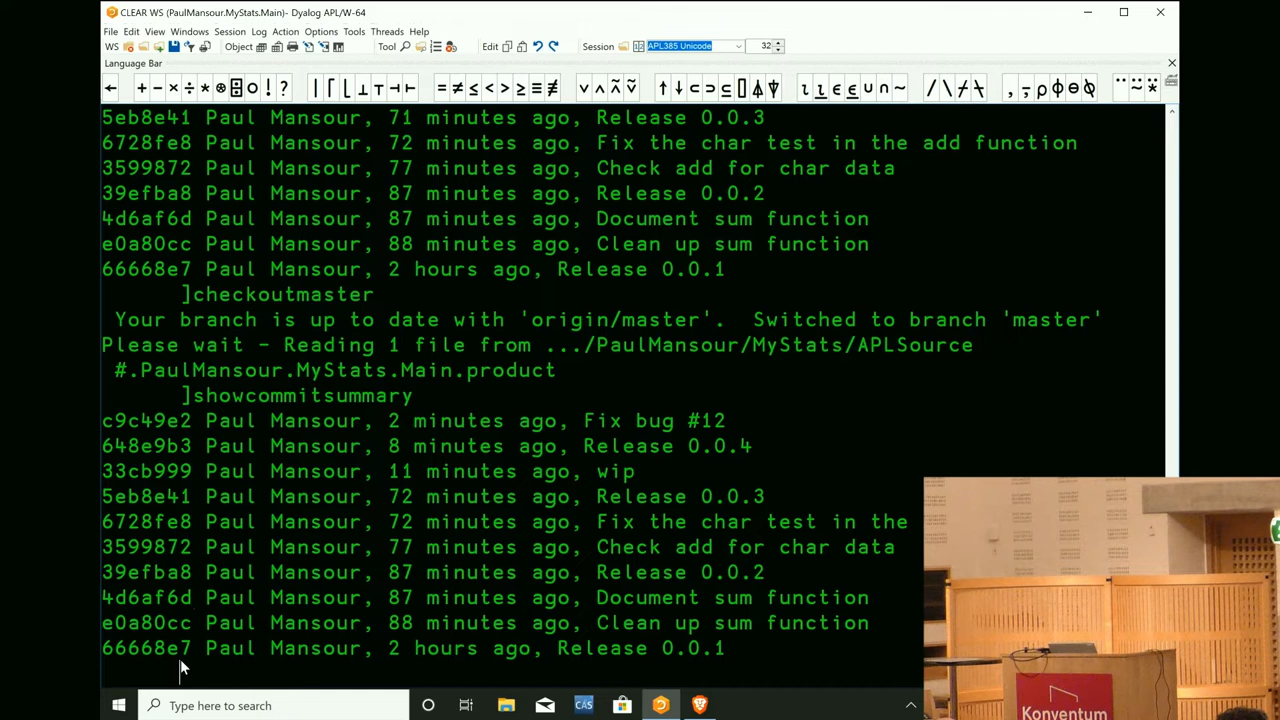 CLEAR WS (PaulMansour.MyStats.Main)- Dyalog APL/W-64
File Edit View Windows Session Log Action Options Tools Threads Help
WS Object Tool Edit Session APL385 Unicode 32
Language Bar
← + - × ÷ * ⍟ ⌹ ○ ! ? | ⌈ ⌊ ⊥ ⊤ ⊣ ⊢ = ≠ ≤ < > ≥ ≡ ≢ ∨ ∧ ⍲ ⍱ ↑ ↓ ⊂ ⊃ ⊆ ⌷ ⍋ ⍒ ⍳ ⍸ ∊ ⍷ ∪ ∩ ~ / \ ⌿ ⍀ , ⍪ ⍴ ⌽ ⊖ ⍉ ¨ ⍨ ⍣
5eb8e41 Paul Mansour, 71 minutes ago, Release 0.0.3
6728fe8 Paul Mansour, 72 minutes ago, Fix the char test in the add function
3599872 Paul Mansour, 77 minutes ago, Check add for char data
39efba8 Paul Mansour, 87 minutes ago, Release 0.0.2
4d6af6d Paul Mansour, 87 minutes ago, Document sum function
e0a80cc Paul Mansour, 88 minutes ago, Clean up sum function
66668e7 Paul Mansour, 2 hours ago, Release 0.0.1
]checkoutmaster
Your branch is up to date with 'origin/master'.  Switched to branch 'master'
Please wait - Reading 1 file from .../PaulMansour/MyStats/APLSource
#.PaulMansour.MyStats.Main.product
]showcommitsummary
c9c49e2 Paul Mansour, 2 minutes ago, Fix bug #12
648e9b3 Paul Mansour, 8 minutes ago, Release 0.0.4
33cb999 Paul Mansour, 11 minutes ago, wip
5eb8e41 Paul Mansour, 72 minutes ago, Release 0.0.3
6728fe8 Paul Mansour, 72 minutes ago, Fix the char test in the
3599872 Paul Mansour, 77 minutes ago, Check add for char data
39efba8 Paul Mansour, 87 minutes ago, Release 0.0.2
4d6af6d Paul Mansour, 87 minutes ago, Document sum function
e0a80cc Paul Mansour, 88 minutes ago, Clean up sum function
66668e7 Paul Mansour, 2 hours ago, Release 0.0.1
Type here to search
CAS
Konventum